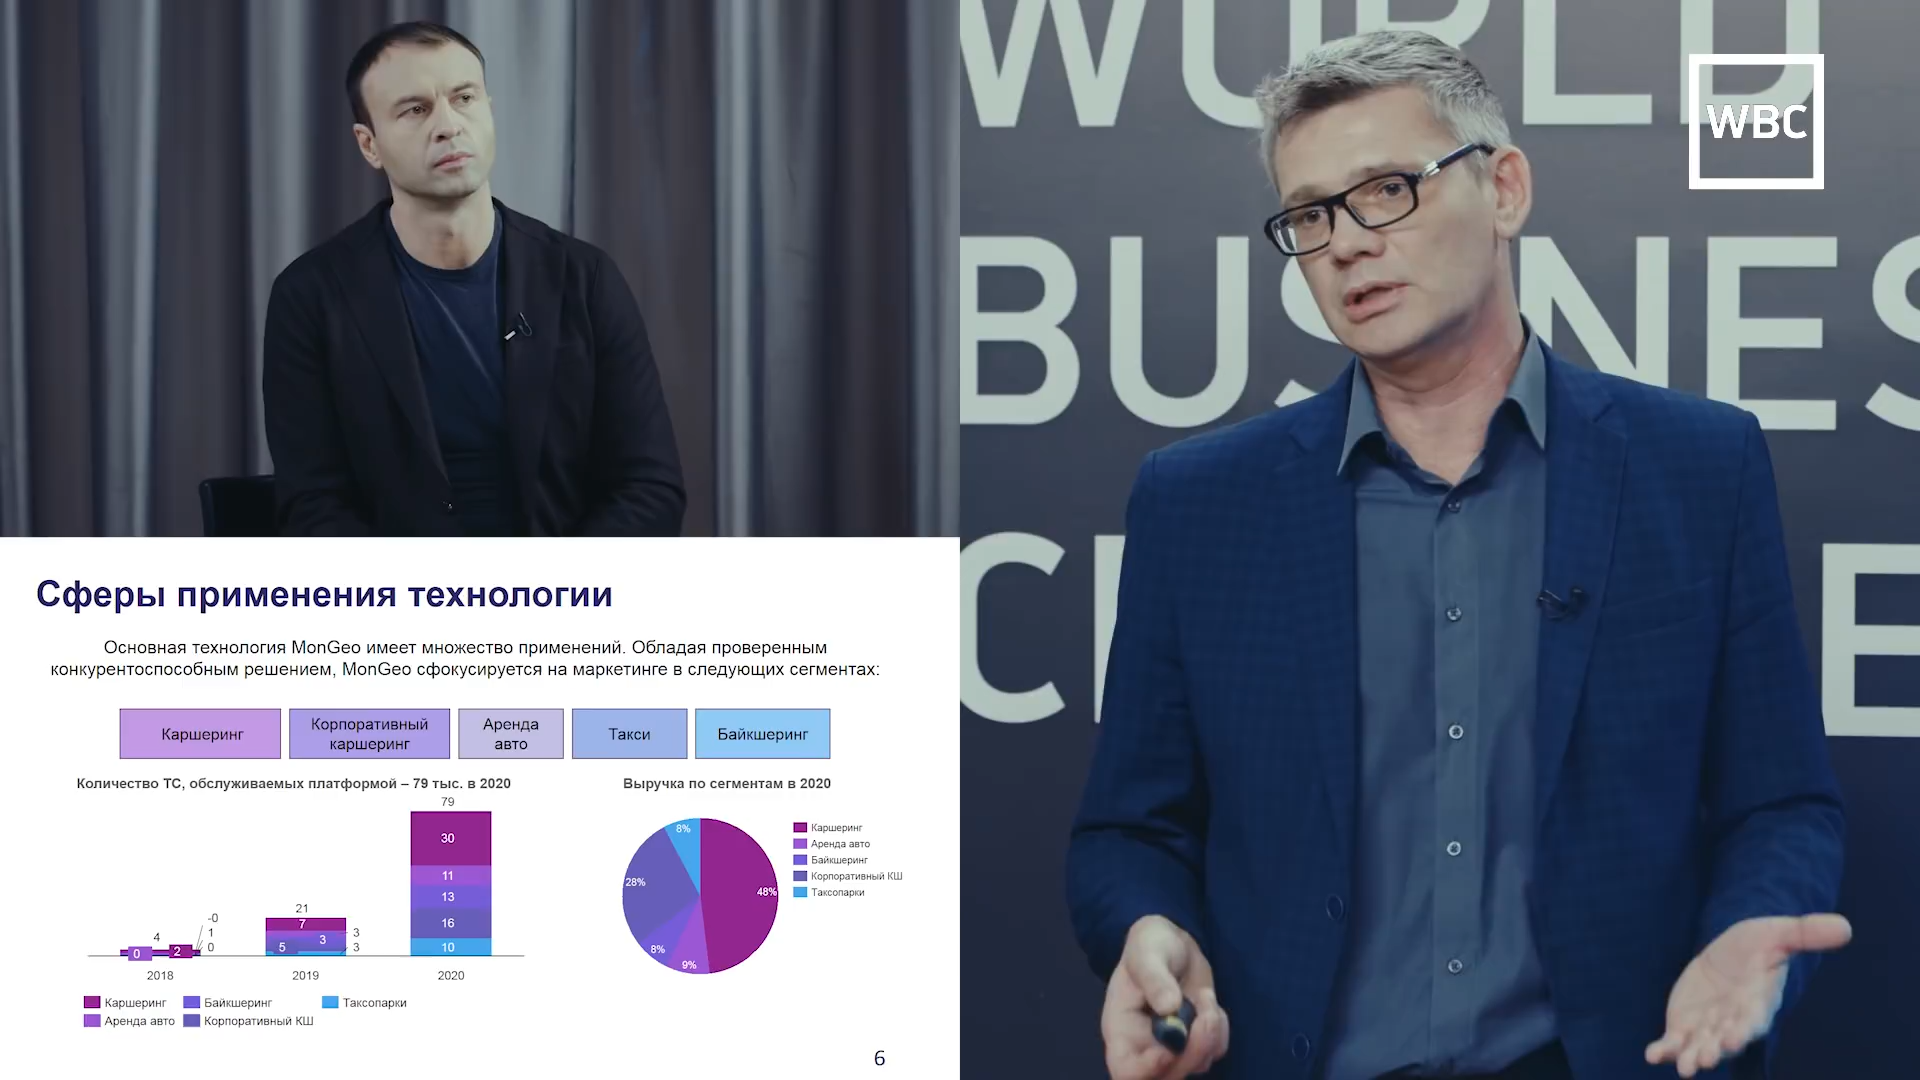 WORLD
BUSINES
WBC
Сферы применения технологии
Основная технология MonGeo имеет множество применений. Обладая проверенным
конкурентоспособным решением, MonGeo сфокусируется на маркетинге в следующих сегментах:
Каршеринг
Корпоративный
каршеринг
Аренда
авто
Такси
Байкшеринг
Количество ТС, обслуживаемых платформой – 79 тыс. в 2020
79
30
11
13
16
10
21
7
3
5
3
3
4
0
2
-0
1
0
2018 2019 2020
Каршеринг Байкшеринг Таксопарки
Аренда авто Корпоративный КШ
Выручка по сегментам в 2020
8%
48%
28%
8%
9%
Каршеринг
Аренда авто
Байкшеринг
Корпоративный КШ
Таксопарки
6